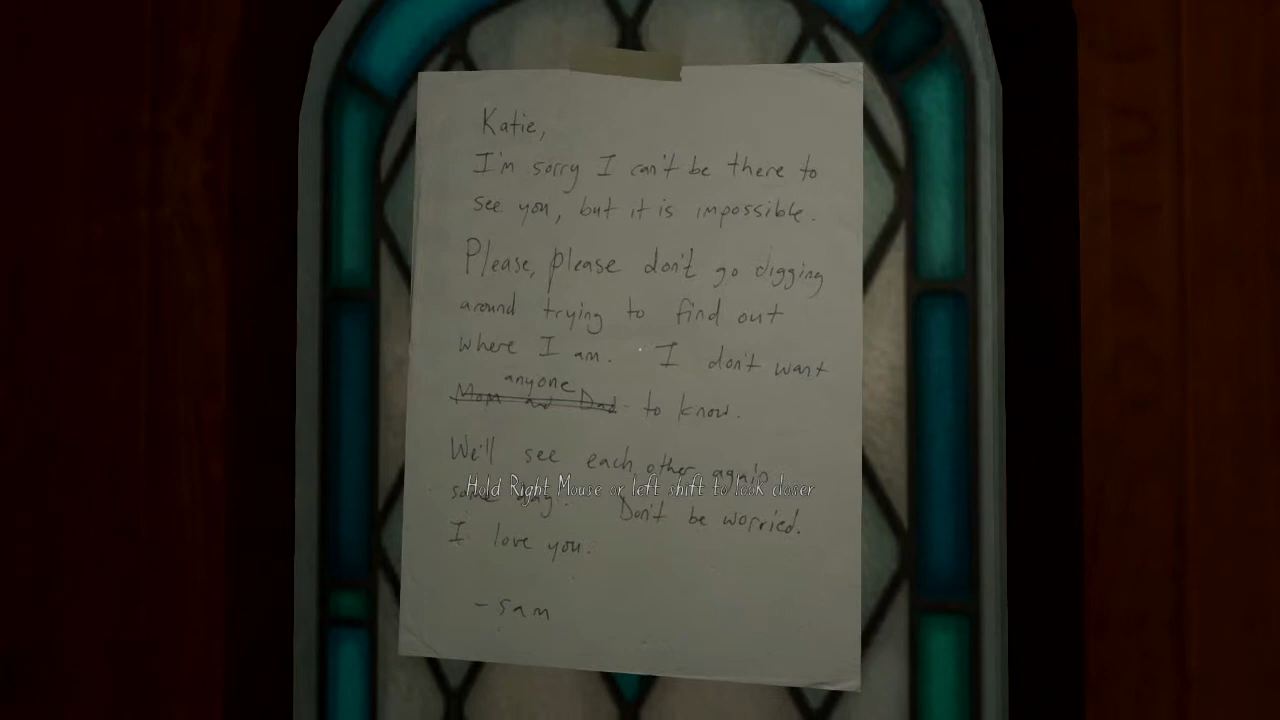 Katie,
I'm sorry I can't be there to
see you, but it is impossible.
Please, please don't go digging
around trying to find out
where I am. I don't want
anyone
Mom and Dad to know.
We'll see each other again
Hold Right Mouse or left shift to look closer
some day. Don't be worried.
I love you.
- Sam